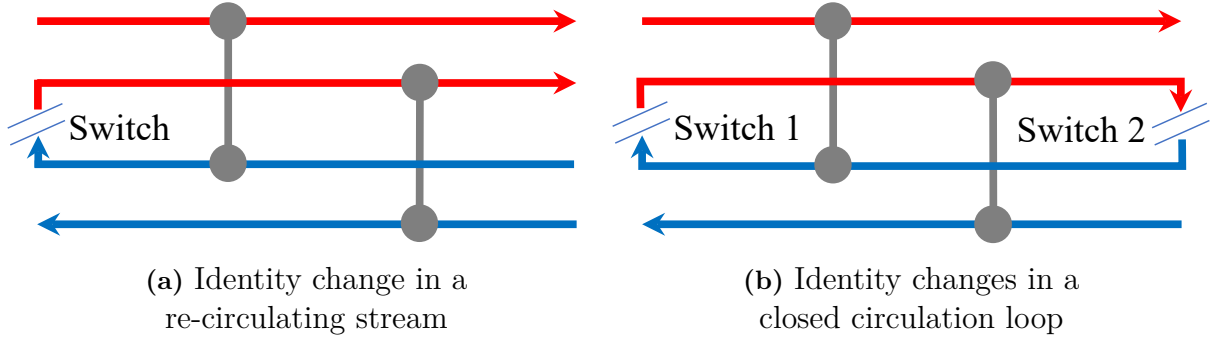 Switch
Switch 1
Switch 2
(a) Identity change in a
re-circulating stream
(b) Identity changes in a
closed circulation loop